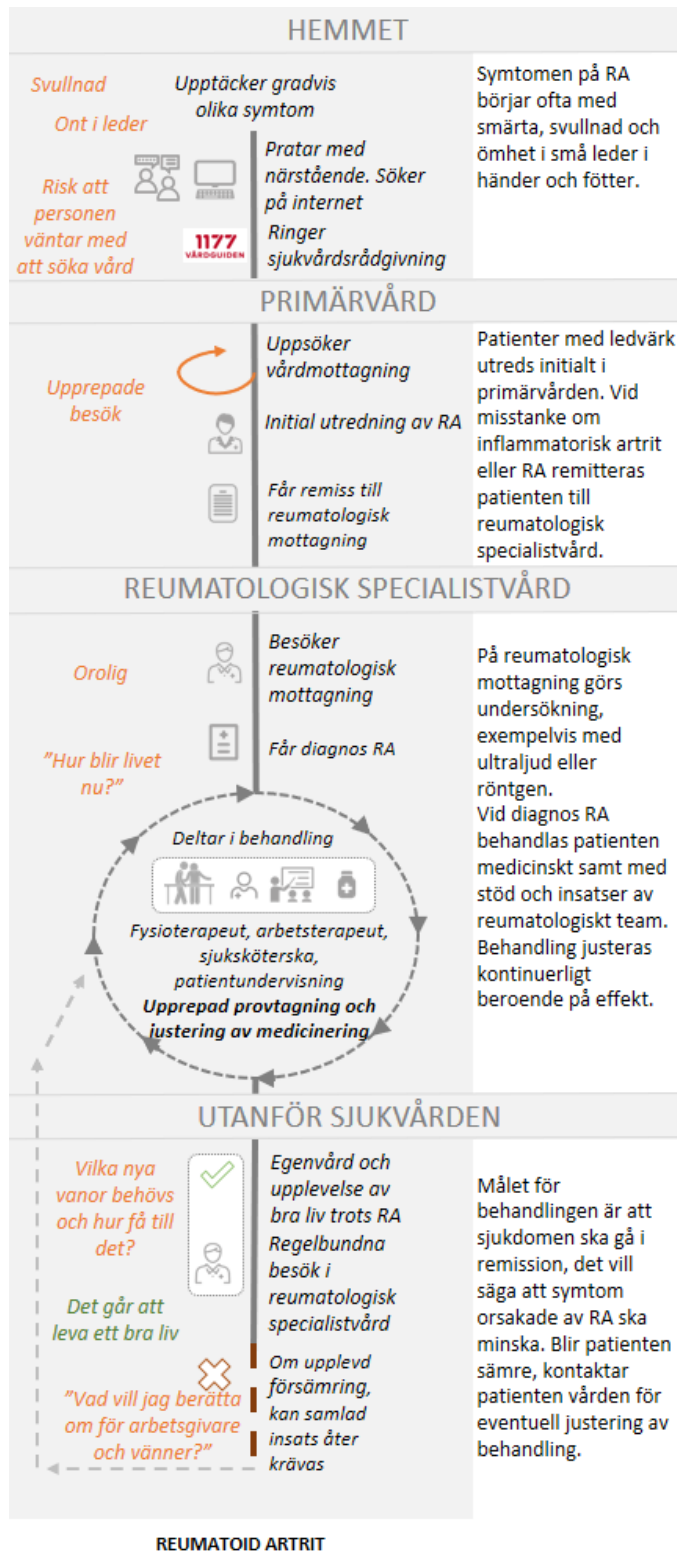 HEMMET
Svullnad
Ont i leder
Risk att
personen
väntar med
att söka vård
Upptäcker gradvis
olika symtom
Pratar med
närstående. Söker
på internet
1177
VÅRDGUIDEN
Ringer
sjukvårdsrådgivning
Symtomen på RA
börjar ofta med
smärta, svullnad och
ömhet i små leder i
händer och fötter.
PRIMÄRVÅRD
Upprepade
besök
Uppsöker
vårdmottagning
Initial utredning av RA
Får remiss till
reumatologisk
mottagning
Patienter med ledvärk
utreds initialt i
primärvården. Vid
misstanke om
inflammatorisk artrit
eller RA remitteras
patienten till
reumatologisk
specialistvård.
REUMATOLOGISK SPECIALISTVÅRD
Orolig
"Hur blir livet
nu?"
Besöker
reumatologisk
mottagning
Får diagnos RA
Deltar i behandling
Fysioterapeut, arbetsterapeut,
sjuksköterska,
patientundervisning
Upprepad provtagning och
justering av medicinering
På reumatologisk
mottagning görs
undersökning,
exempelvis med
ultraljud eller
röntgen.
Vid diagnos RA
behandlas patienten
medicinskt samt med
stöd och insatser av
reumatologiskt team.
Behandling justeras
kontinuerligt
beroende på effekt.
UTANFÖR SJUKVÅRDEN
Vilka nya
vanor behövs
och hur få till
det?
Det går att
leva ett bra liv
"Vad vill jag berätta
om för arbetsgivare
och vänner?"
Egenvård och
upplevelse av
bra liv trots RA
Regelbundna
besök i
reumatologisk
specialistvård
Om upplevd
försämring,
kan samlad
insats åter
krävas
Målet för
behandlingen är att
sjukdomen ska gå i
remission, det vill
säga att symtom
orsakade av RA ska
minska. Blir patienten
sämre, kontaktar
patienten vården för
eventuell justering av
behandling.
REUMATOID ARTRIT